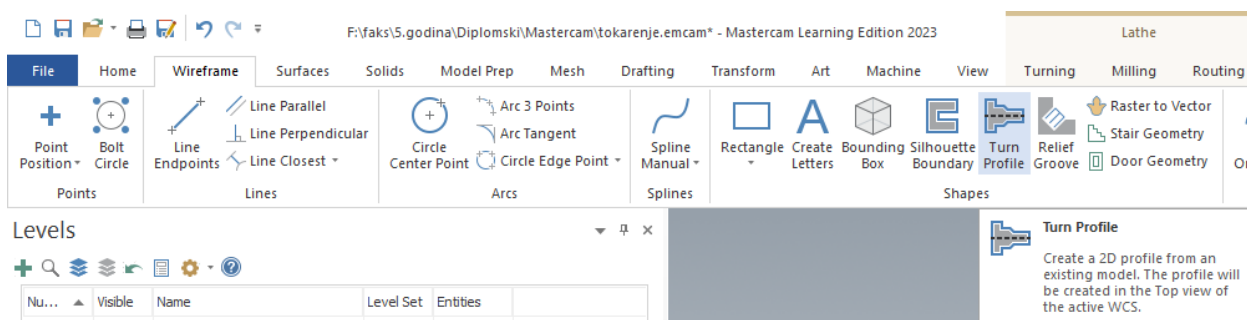 F:\faks\5.godina\Diplomski\Mastercam\tokarenje.emcam* - Mastercam Learning Edition 2023
Lathe
File Home Wireframe Surfaces Solids Model Prep Mesh Drafting Transform Art Machine View Turning Milling Routing
Point Position
Bolt Circle
Line Endpoints
Line Parallel
Line Perpendicular
Line Closest
Circle Center Point
Arc 3 Points
Arc Tangent
Circle Edge Point
Spline Manual
Rectangle
Create Letters
Bounding Box
Silhouette Boundary
Turn Profile
Relief Groove
Raster to Vector
Stair Geometry
Door Geometry
Points Lines Arcs Splines Shapes
Levels
Nu... Visible Name Level Set Entities
Turn Profile
Create a 2D profile from an
existing model. The profile will
be created in the Top view of
the active WCS.